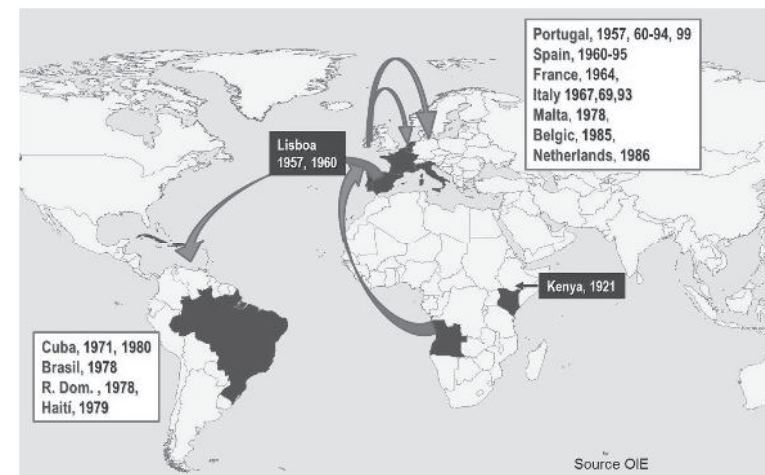 Portugal, 1957, 60-94, 99
Spain, 1960-95
France, 1964,
Italy 1967,69,93
Malta, 1978,
Belgic, 1985,
Netherlands, 1986
Lisboa
1957, 1960
Kenya, 1921
Cuba, 1971, 1980
Brasil, 1978
R. Dom. , 1978,
Haití, 1979
Source OIE